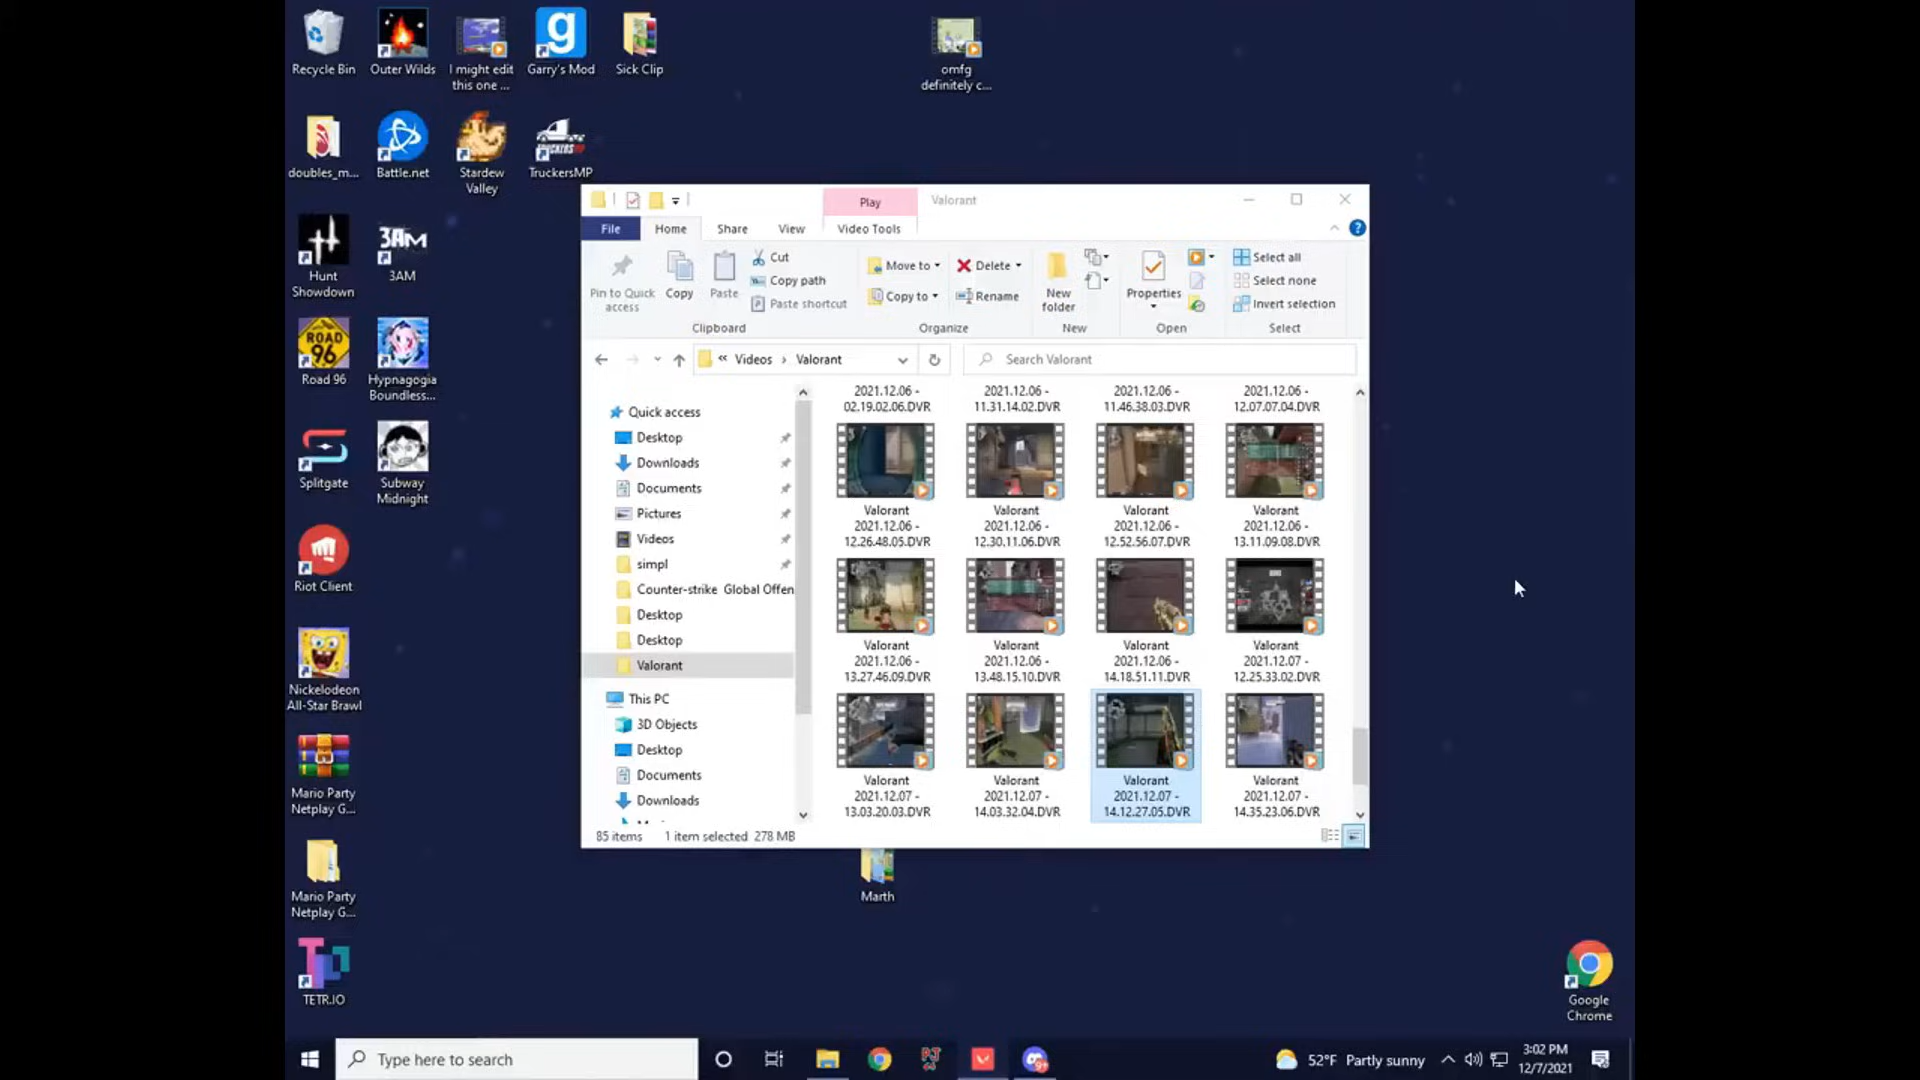 Recycle Bin
Outer Wilds
I might edit
this one ...
Garry's Mod
Sick Clip
omfg
definitely c...
doubles_m...
Battle.net
Stardew
Valley
TruckersMP
Hunt
Showdown
3AM
3AM
ROAD
96
Road 96
Hypnagogia
Boundless...
Splitgate
Subway
Midnight
Riot Client
Nickelodeon
All-Star Brawl
Mario Party
Netplay G...
Mario Party
Netplay G...
TETR.IO
Play
Valorant
File
Home
Share
View
Video Tools
Pin to Quick
access
Copy
Paste
Cut
Copy path
Paste shortcut
Clipboard
Move to
Copy to
Delete
Rename
Organize
New
folder
New
Properties
Open
Select all
Select none
Invert selection
Select
« Videos › Valorant
Search Valorant
Quick access
Desktop
Downloads
Documents
Pictures
Videos
simpl
Counter-strike Global Offen
Desktop
Desktop
Valorant
This PC
3D Objects
Desktop
Documents
Downloads
2021.12.06 -
02.19.02.06.DVR
2021.12.06 -
11.31.14.02.DVR
2021.12.06 -
11.46.38.03.DVR
2021.12.06 -
12.07.07.04.DVR
Valorant
2021.12.06 -
12.26.48.05.DVR
Valorant
2021.12.06 -
12.30.11.06.DVR
Valorant
2021.12.06 -
12.52.56.07.DVR
Valorant
2021.12.06 -
13.11.09.08.DVR
Valorant
2021.12.06 -
13.27.46.09.DVR
Valorant
2021.12.06 -
13.48.15.10.DVR
Valorant
2021.12.06 -
14.18.51.11.DVR
Valorant
2021.12.07 -
12.25.33.02.DVR
Valorant
2021.12.07 -
13.03.20.03.DVR
Valorant
2021.12.07 -
14.03.32.04.DVR
Valorant
2021.12.07 -
14.12.27.05.DVR
Valorant
2021.12.07 -
14.35.23.06.DVR
85 items
1 item selected 278 MB
Marth
Google
Chrome
Type here to search
52°F Partly sunny
3:02 PM
12/7/2021